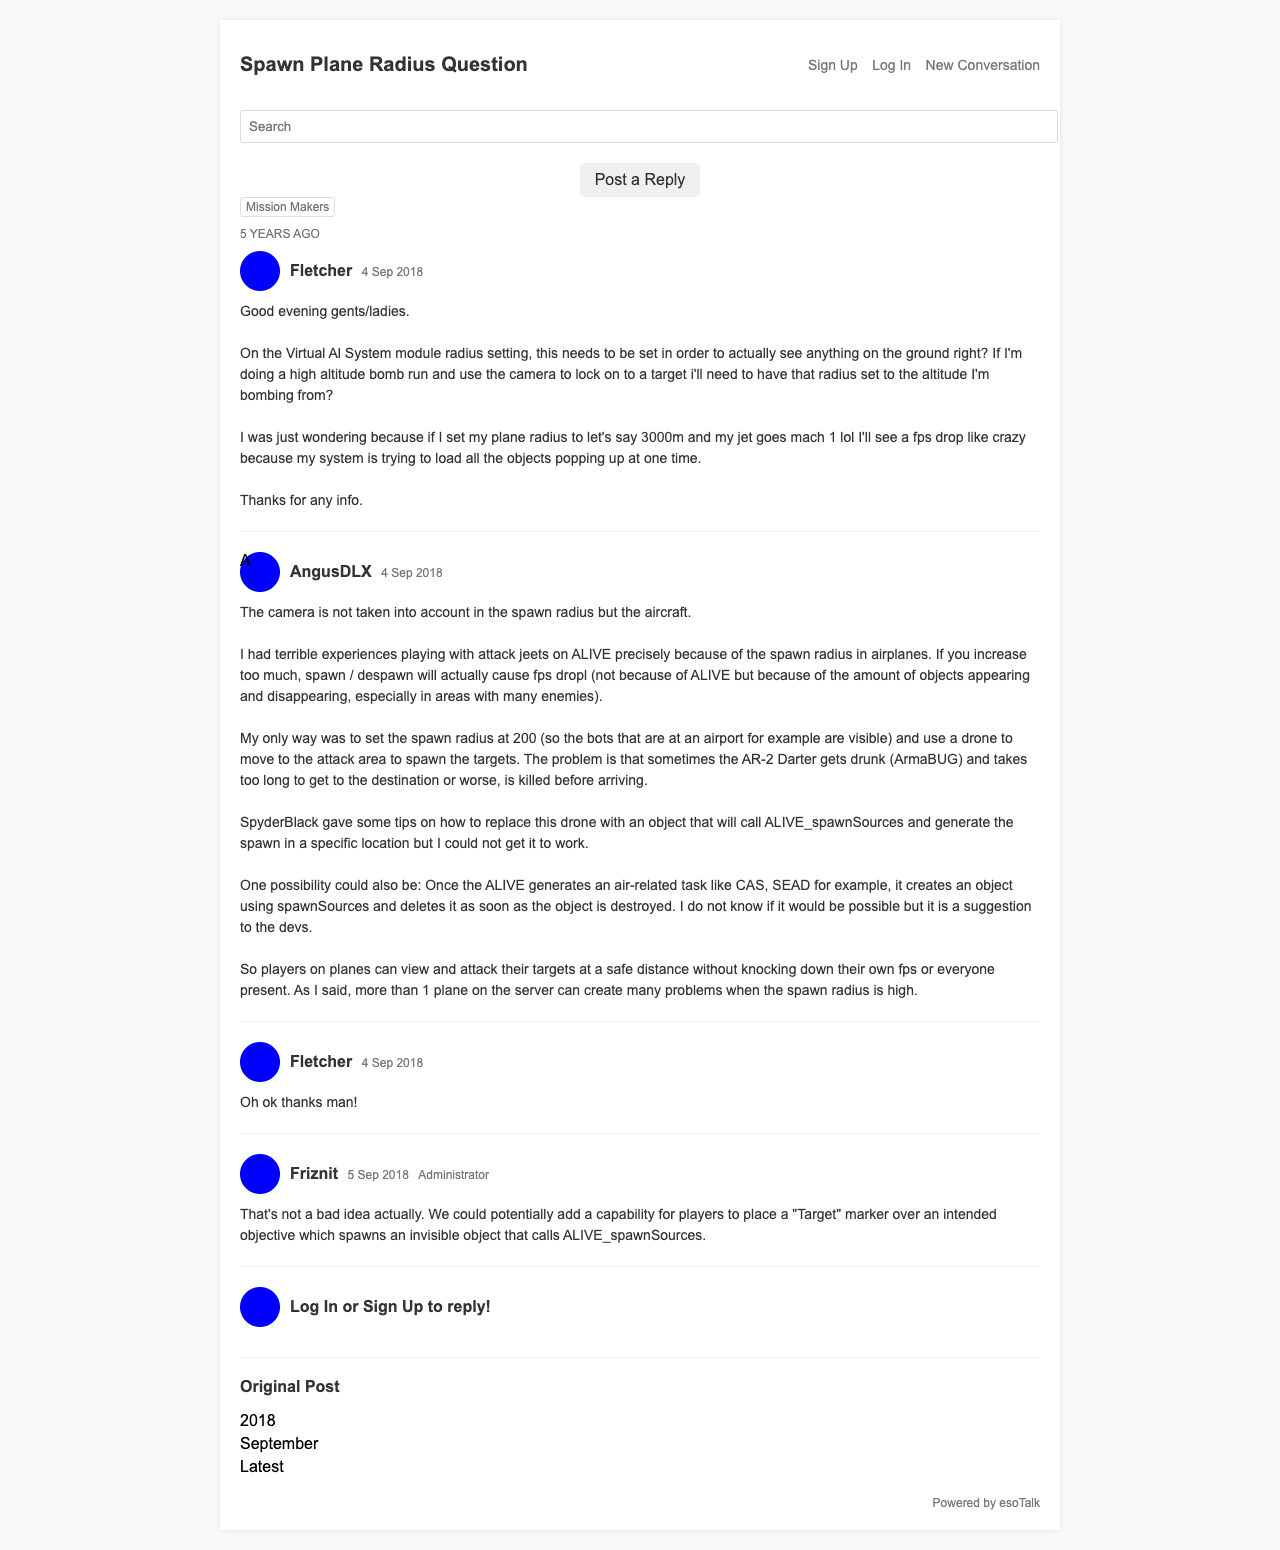 Spawn Plane Radius Question
Sign Up Log In New Conversation
Search
Post a Reply
Mission Makers
5 YEARS AGO
Fletcher 4 Sep 2018
Good evening gents/ladies.
On the Virtual AI System module radius setting, this needs to be set in order to actually see anything on the ground right? If I'm
doing a high altitude bomb run and use the camera to lock on to a target i'll need to have that radius set to the altitude I'm
bombing from?
I was just wondering because if I set my plane radius to let's say 3000m and my jet goes mach 1 lol I'll see a fps drop like crazy
because my system is trying to load all the objects popping up at one time.
Thanks for any info.
A
AngusDLX 4 Sep 2018
The camera is not taken into account in the spawn radius but the aircraft.
I had terrible experiences playing with attack jeets on ALIVE precisely because of the spawn radius in airplanes. If you increase
too much, spawn / despawn will actually cause fps dropl (not because of ALIVE but because of the amount of objects appearing
and disappearing, especially in areas with many enemies).
My only way was to set the spawn radius at 200 (so the bots that are at an airport for example are visible) and use a drone to
move to the attack area to spawn the targets. The problem is that sometimes the AR-2 Darter gets drunk (ArmaBUG) and takes
too long to get to the destination or worse, is killed before arriving.
SpyderBlack gave some tips on how to replace this drone with an object that will call ALIVE_spawnSources and generate the
spawn in a specific location but I could not get it to work.
One possibility could also be: Once the ALIVE generates an air-related task like CAS, SEAD for example, it creates an object
using spawnSources and deletes it as soon as the object is destroyed. I do not know if it would be possible but it is a suggestion
to the devs.
So players on planes can view and attack their targets at a safe distance without knocking down their own fps or everyone
present. As I said, more than 1 plane on the server can create many problems when the spawn radius is high.
Fletcher 4 Sep 2018
Oh ok thanks man!
Friznit 5 Sep 2018 Administrator
That's not a bad idea actually. We could potentially add a capability for players to place a "Target" marker over an intended
objective which spawns an invisible object that calls ALIVE_spawnSources.
Log In or Sign Up to reply!
Original Post
2018
September
Latest
Powered by esoTalk